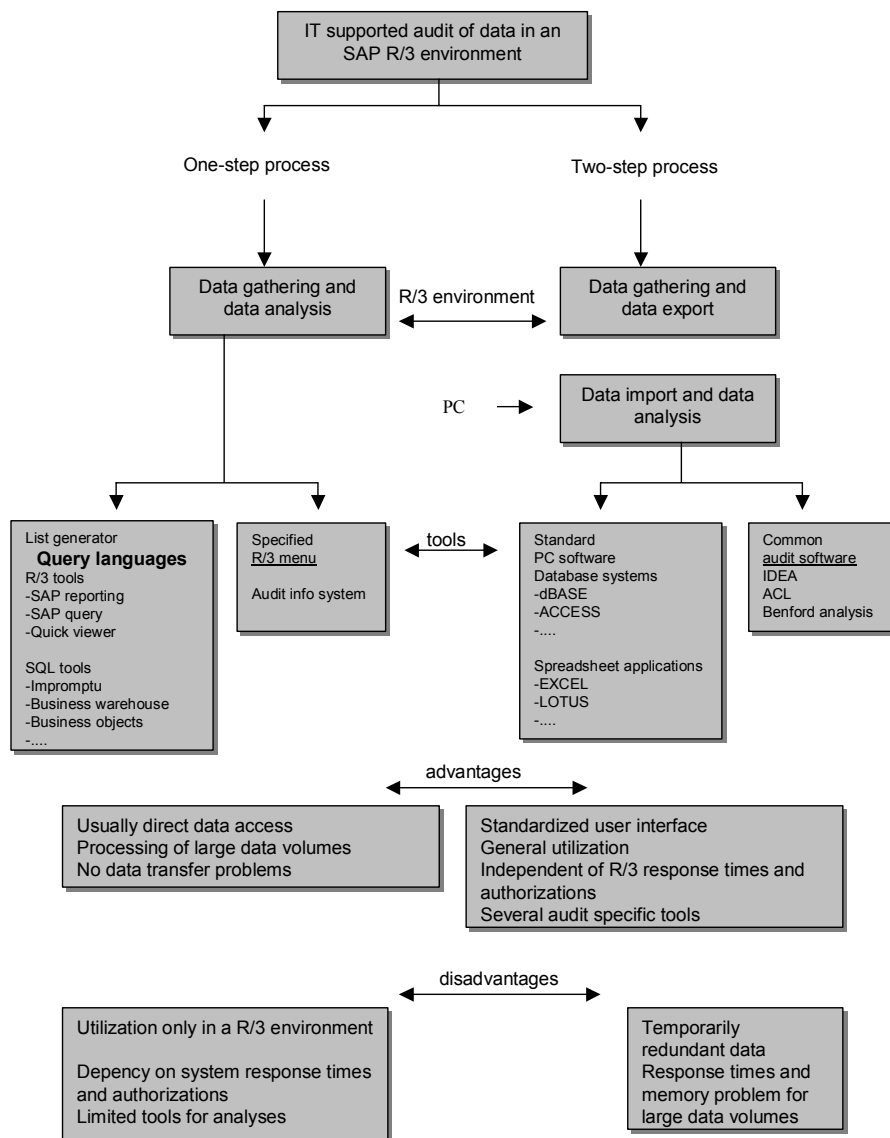 IT supported audit of data in an
SAP R/3 environment
One-step process
Two-step process
Data gathering and
data analysis
R/3 environment
Data gathering and
data export
PC
Data import and data
analysis
List generator
Query languages
R/3 tools
-SAP reporting
-SAP query
-Quick viewer
SQL tools
-Impromptu
-Business warehouse
-Business objects
-....
Specified
R/3 menu
Audit info system
tools
Standard
PC software
Database systems
-dBASE
-ACCESS
-....
Spreadsheet applications
-EXCEL
-LOTUS
-....
Common
audit software
IDEA
ACL
Benford analysis
advantages
Usually direct data access
Processing of large data volumes
No data transfer problems
Standardized user interface
General utilization
Independent of R/3 response times and
authorizations
Several audit specific tools
disadvantages
Utilization only in a R/3 environment
Depency on system response times
and authorizations
Limited tools for analyses
Temporarily
redundant data
Response times and
memory problem for
large data volumes